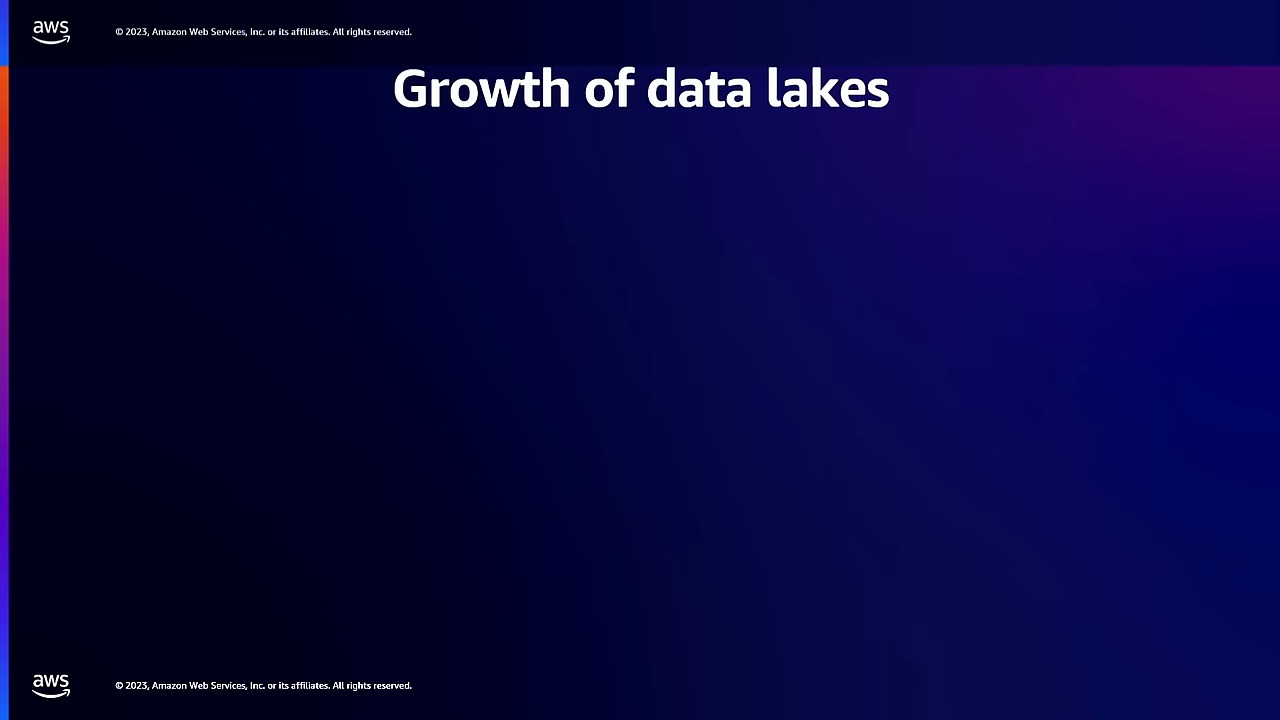 aws
© 2023, Amazon Web Services, Inc. or its affiliates. All rights reserved.
Growth of data lakes
aws
© 2023, Amazon Web Services, Inc. or its affiliates. All rights reserved.